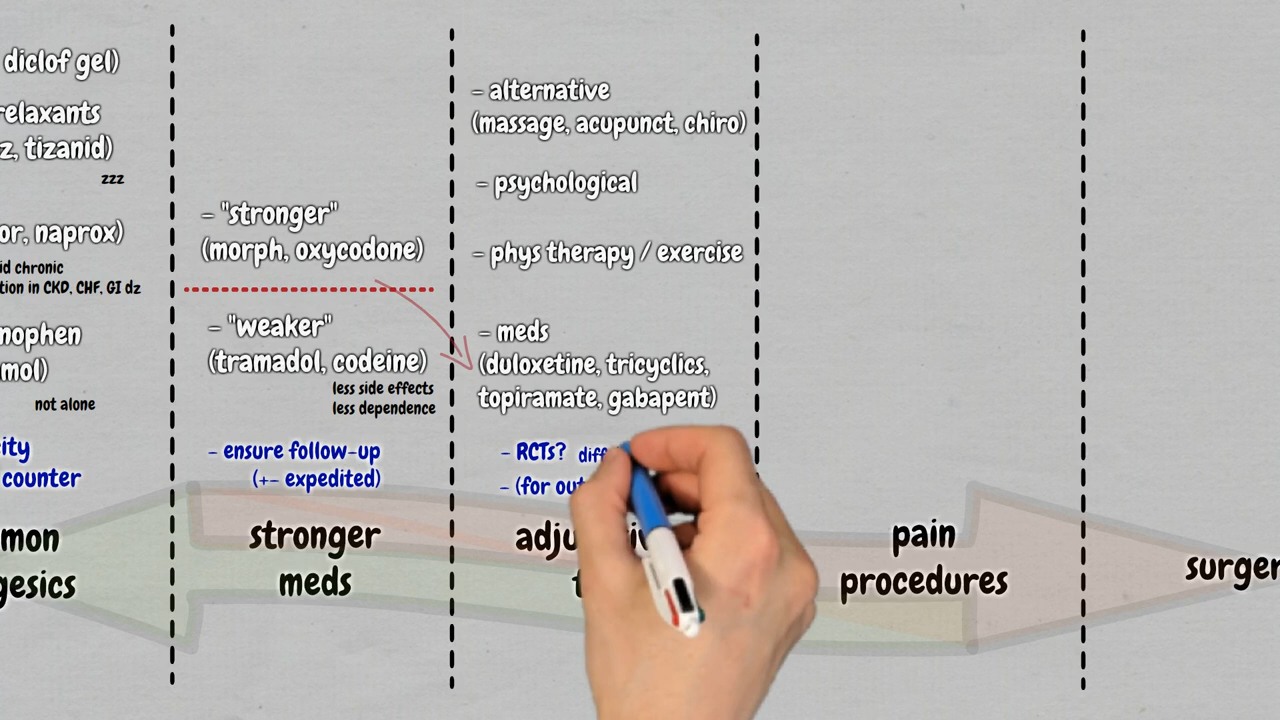 diclof gel)
relaxants
z, tizanid)
zzz
or, naprox)
id chronic
tion in CKD, CHF, GI dz
nophen
mol)
not alone
city
counter
mon
gesics
- "stronger"
(morph, oxycodone)
- "weaker"
(tramadol, codeine)
less side effects
less dependence
- ensure follow-up
(+- expedited)
stronger
meds
- alternative
(massage, acupunct, chiro)
- psychological
- phys therapy / exercise
- meds
(duloxetine, tricyclics,
topiramate, gabapent)
- RCTs? diff
- (for out
adju
pain
procedures
surger